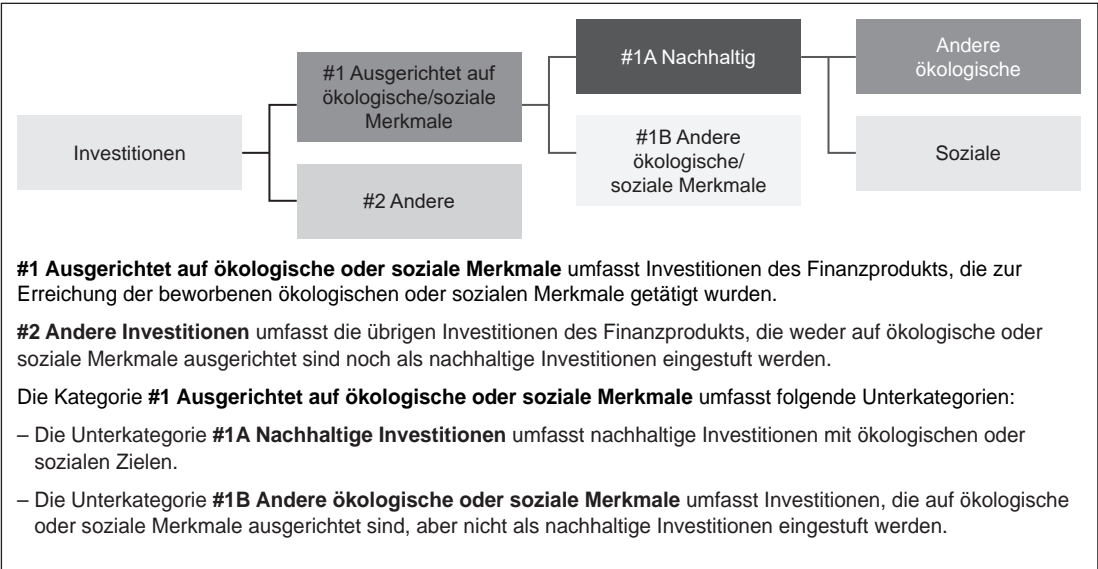 Investitionen
#1 Ausgerichtet auf
ökologische/soziale
Merkmale
#2 Andere
#1A Nachhaltig
#1B Andere
ökologische/
soziale Merkmale
Andere
ökologische
Soziale
#1 Ausgerichtet auf ökologische oder soziale Merkmale umfasst Investitionen des Finanzprodukts, die zur
Erreichung der beworbenen ökologischen oder sozialen Merkmale getätigt wurden.
#2 Andere Investitionen umfasst die übrigen Investitionen des Finanzprodukts, die weder auf ökologische oder
soziale Merkmale ausgerichtet sind noch als nachhaltige Investitionen eingestuft werden.
Die Kategorie #1 Ausgerichtet auf ökologische oder soziale Merkmale umfasst folgende Unterkategorien:
– Die Unterkategorie #1A Nachhaltige Investitionen umfasst nachhaltige Investitionen mit ökologischen oder
sozialen Zielen.
– Die Unterkategorie #1B Andere ökologische oder soziale Merkmale umfasst Investitionen, die auf ökologische
oder soziale Merkmale ausgerichtet sind, aber nicht als nachhaltige Investitionen eingestuft werden.